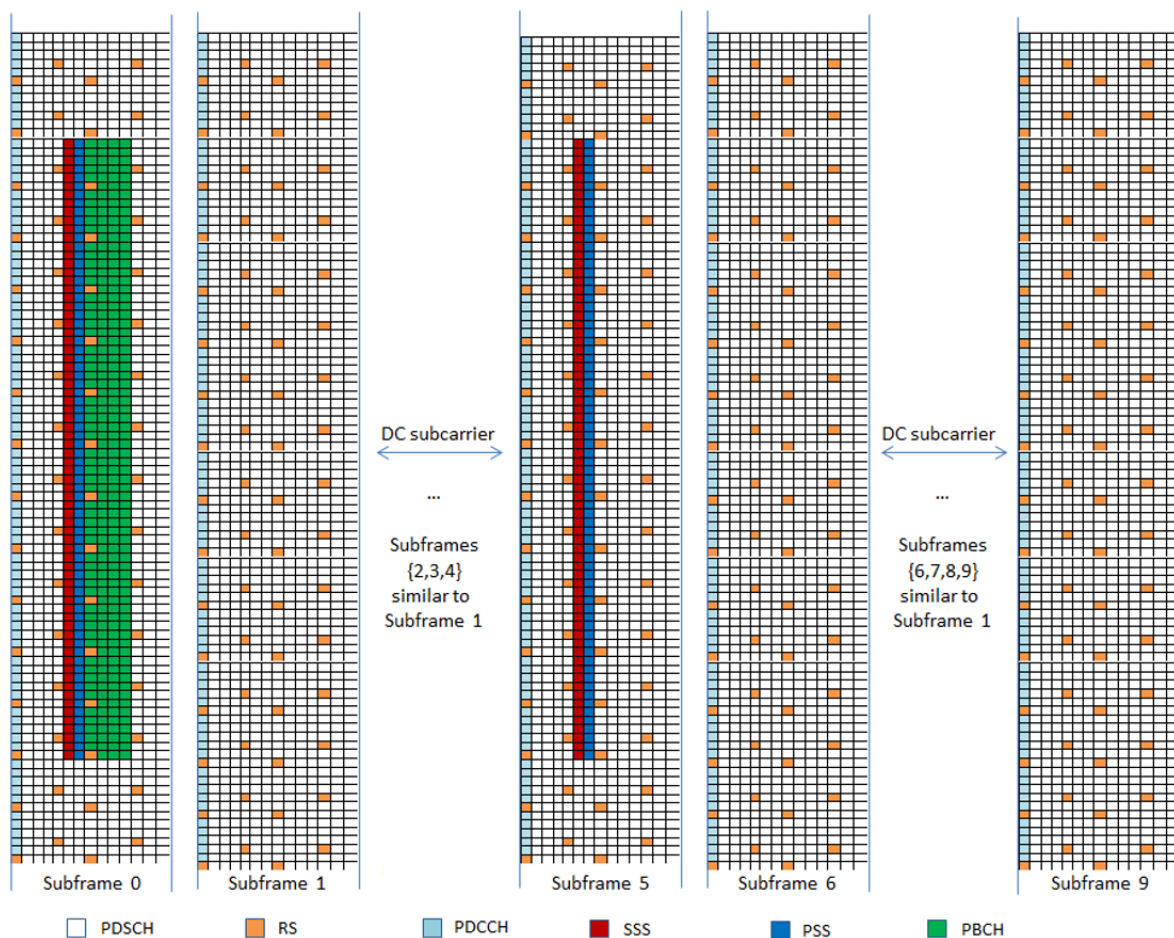 DC subcarrier
...
Subframes
{2,3,4}
similar to
Subframe 1
DC subcarrier
...
Subframes
{6,7,8,9}
similar to
Subframe 1
Subframe 0
Subframe 1
Subframe 5
Subframe 6
Subframe 9
PDSCH
RS
PDCCH
SSS
PSS
PBCH